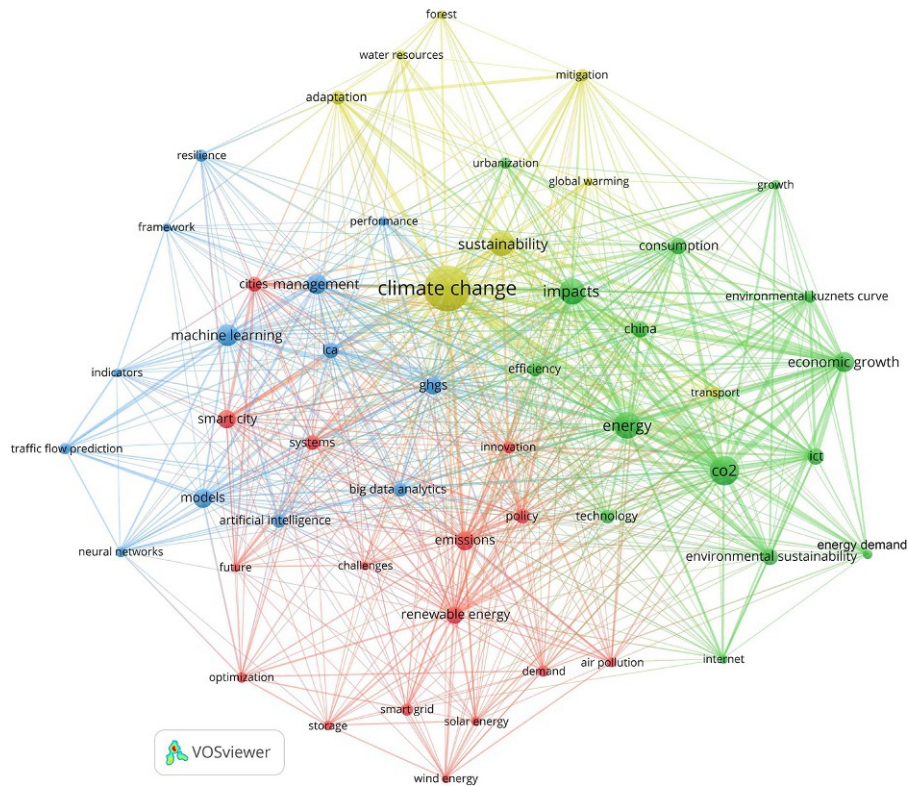 forest
water resources
mitigation
adaptation
resilience
urbanization
global warming
growth
performance
framework
sustainability
consumption
cities
management
climate change
impacts
environmental kuznets curve
machine learning
china
lca
economic growth
efficiency
indicators
ghgs
transport
smart city
energy
systems
innovation
traffic flow prediction
ict
co2
big data analytics
models
artificial intelligence
policy
technology
emissions
energy demand
neural networks
environmental sustainability
future
challenges
renewable energy
internet
air pollution
demand
optimization
smart grid
solar energy
storage
VOSviewer
wind energy